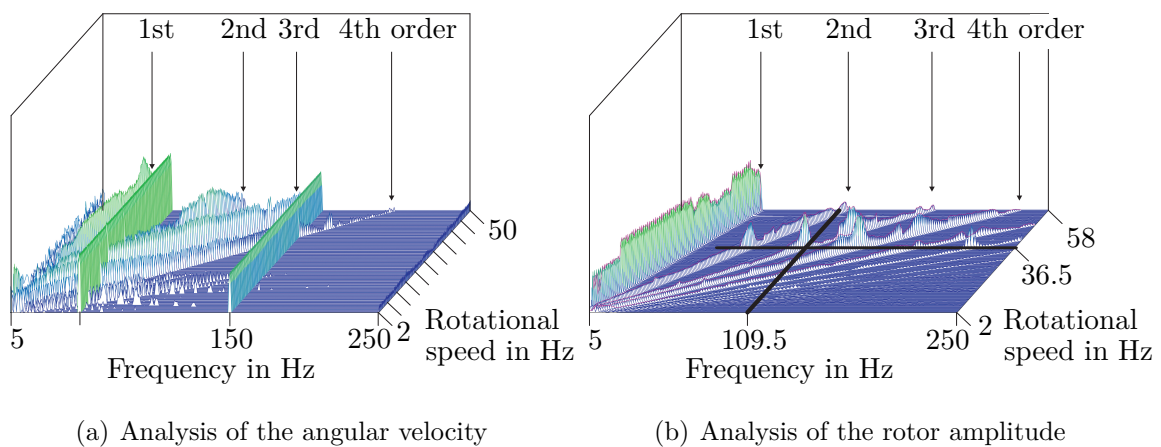 1st 2nd 3rd 4th order
50
2
Rotational
speed in Hz
5 150 250
Frequency in Hz
(a) Analysis of the angular velocity
1st 2nd 3rd 4th order
58
36.5
2
Rotational
speed in Hz
5 109.5 250
Frequency in Hz
(b) Analysis of the rotor amplitude